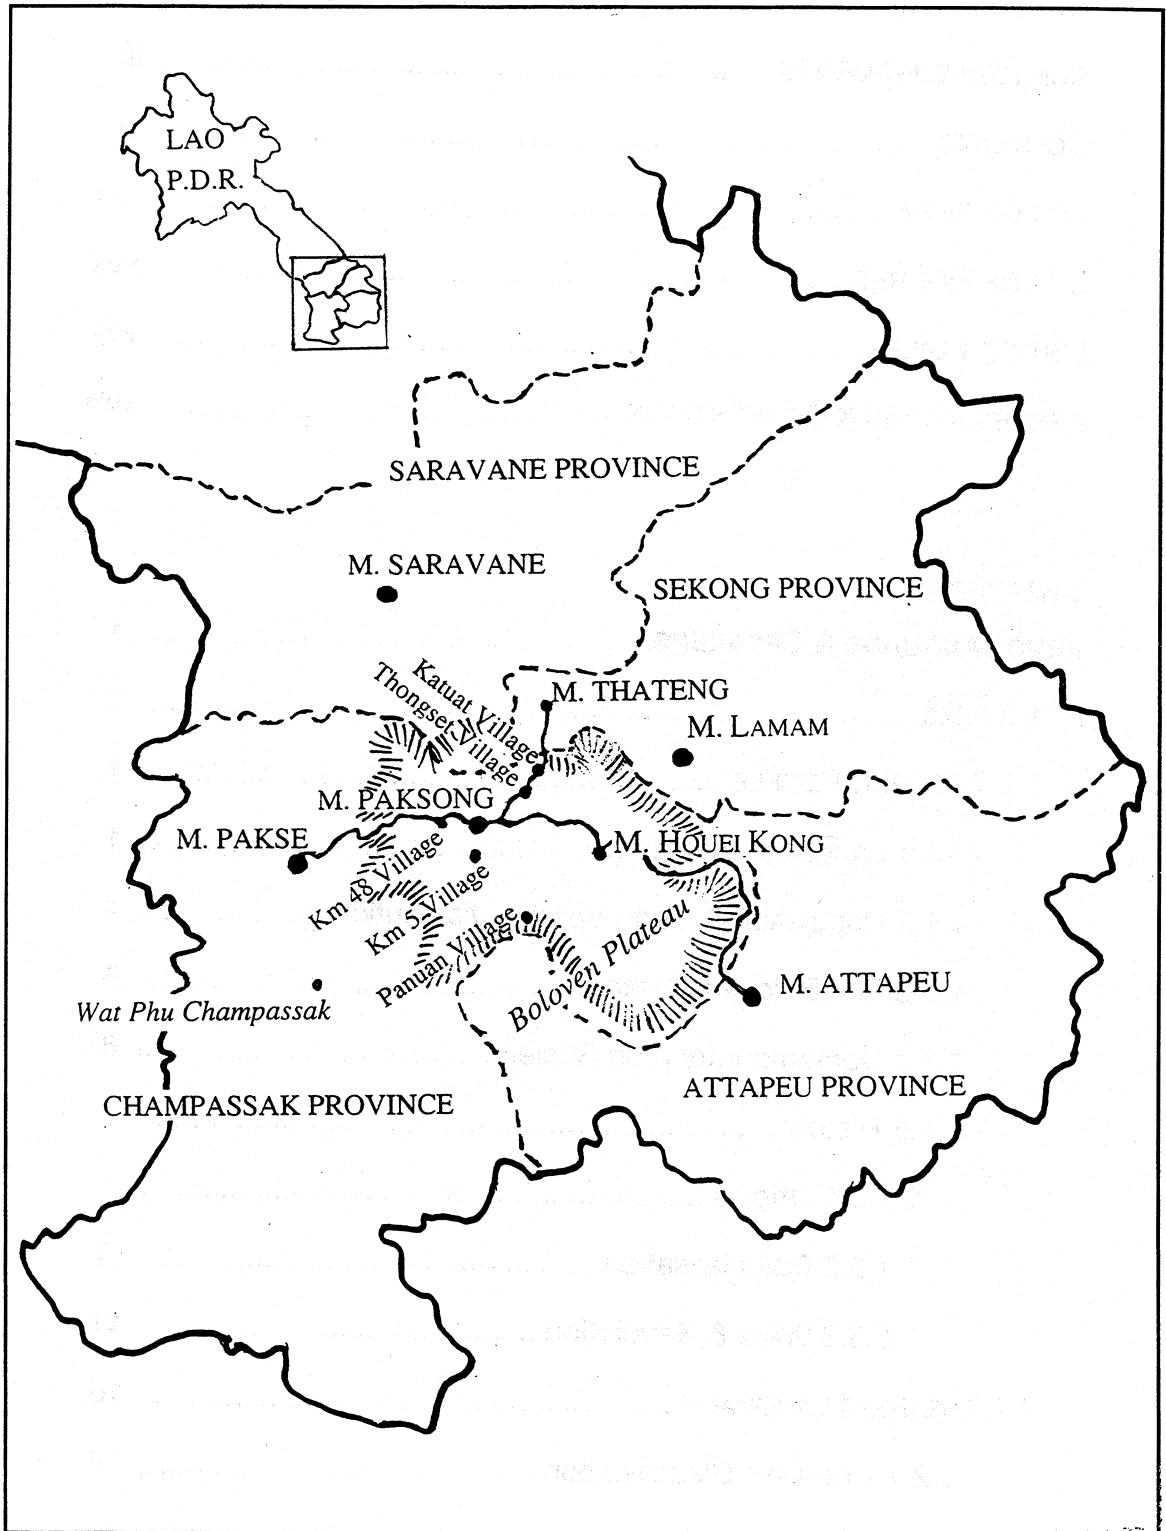 LAO
P.D.R.
SARAVANE PROVINCE
M. SARAVANE
SEKONG PROVINCE
Katuat Village
Thongset Village
M. THATENG
M. LAMAM
M. PAKSONG
M. PAKSE
M. HOUEI KONG
Km 48 Village
Km 5 Village
Panuan Village
Boloven Plateau
M. ATTAPEU
Wat Phu Champassak
ATTAPEU PROVINCE
CHAMPASSAK PROVINCE